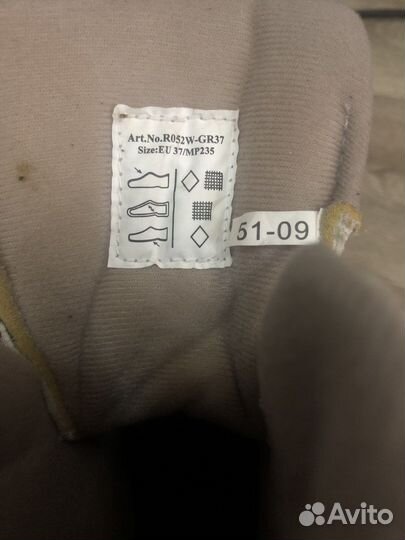 Art.No.R052W-GR37
Size:EU 37/MP235
51-09
Avito